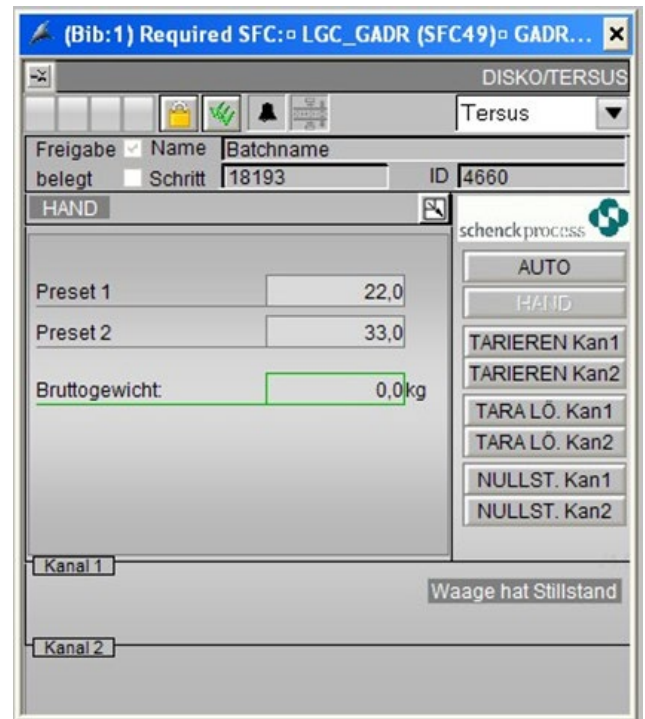 (Bib:1) Required SFC:¤ LGC_GADR (SFC49)¤ GADR...
DISKO/TERSUS
Tersus
Freigabe Name Batchname
belegt Schritt 18193 ID 4660
HAND
schenck process
AUTO
HAND
Preset 1 22,0
Preset 2 33,0
TARIEREN Kan1
TARIEREN Kan2
Bruttogewicht: 0,0 kg
TARA LÖ. Kan1
TARA LÖ. Kan2
NULLST. Kan1
NULLST. Kan2
Kanal 1
Waage hat Stillstand
Kanal 2